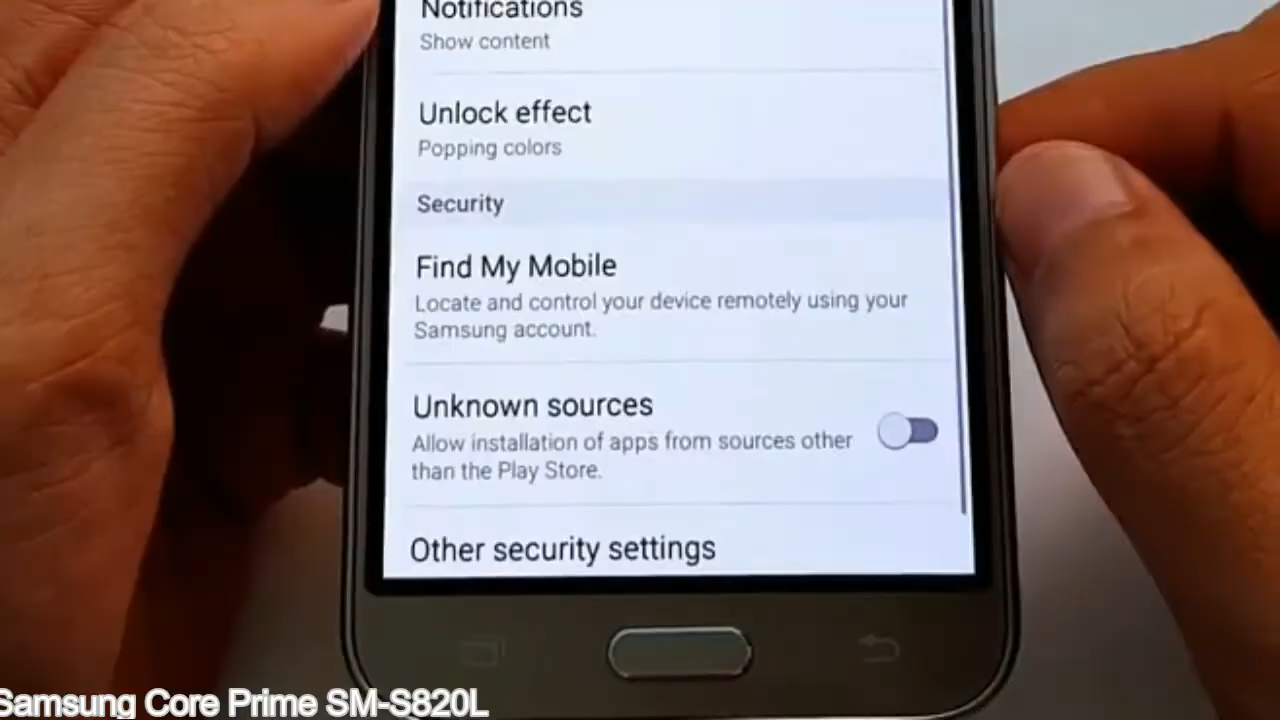 Notifications
Show content
Unlock effect
Popping colors
Security
Find My Mobile
Locate and control your device remotely using your
Samsung account.
Unknown sources
Allow installation of apps from sources other
than the Play Store.
Other security settings
Samsung Core Prime SM-S820L